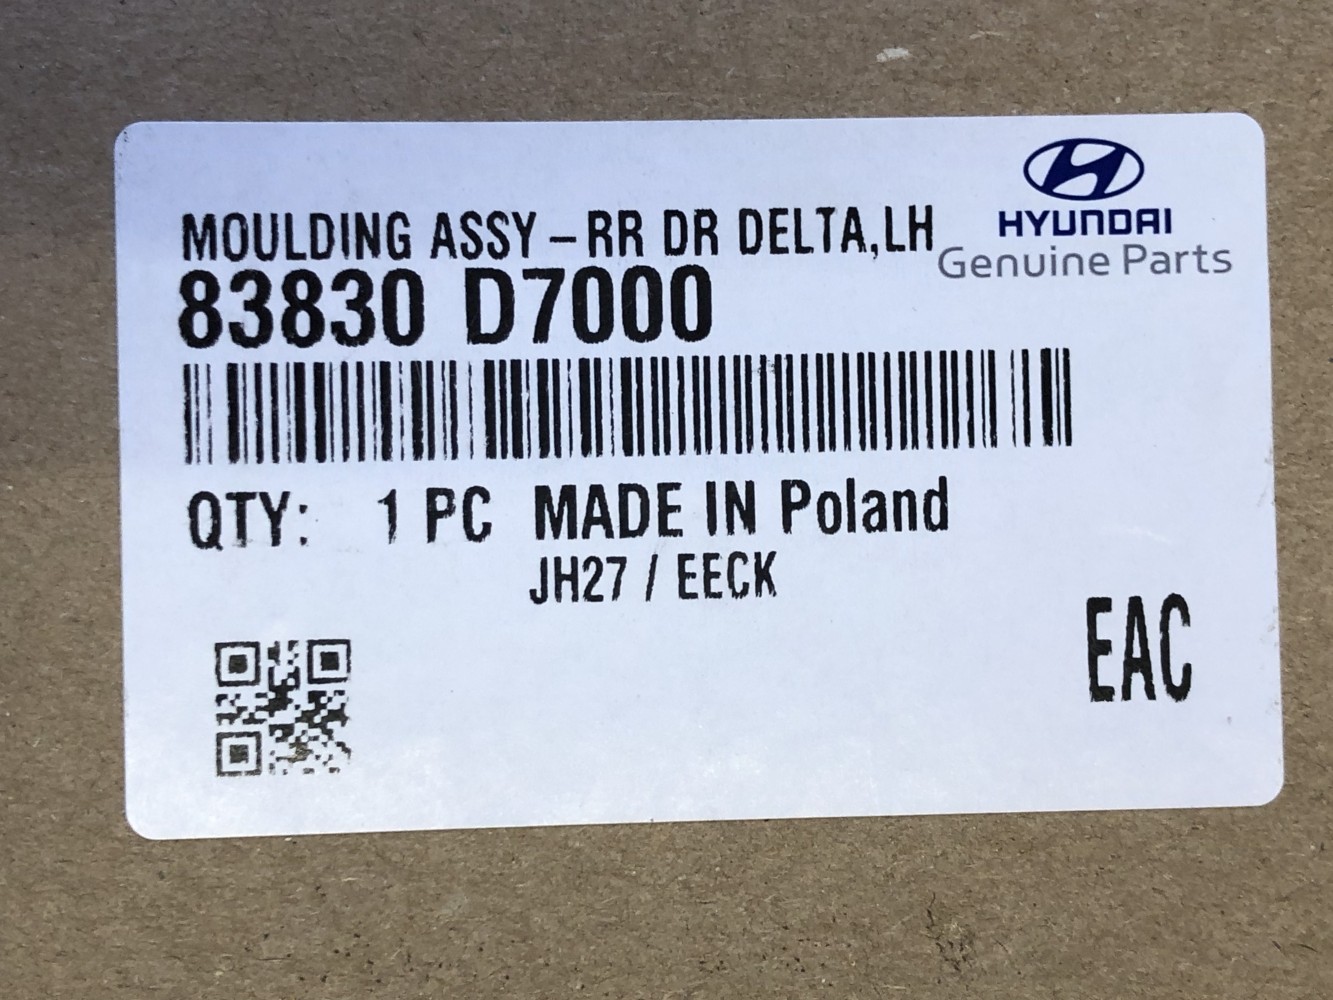 HYUNDAI
Genuine Parts
MOULDING ASSY-RR DR DELTA,LH
83830 D7000
QTY: 1 PC MADE IN Poland
JH27 / EECK
EAC